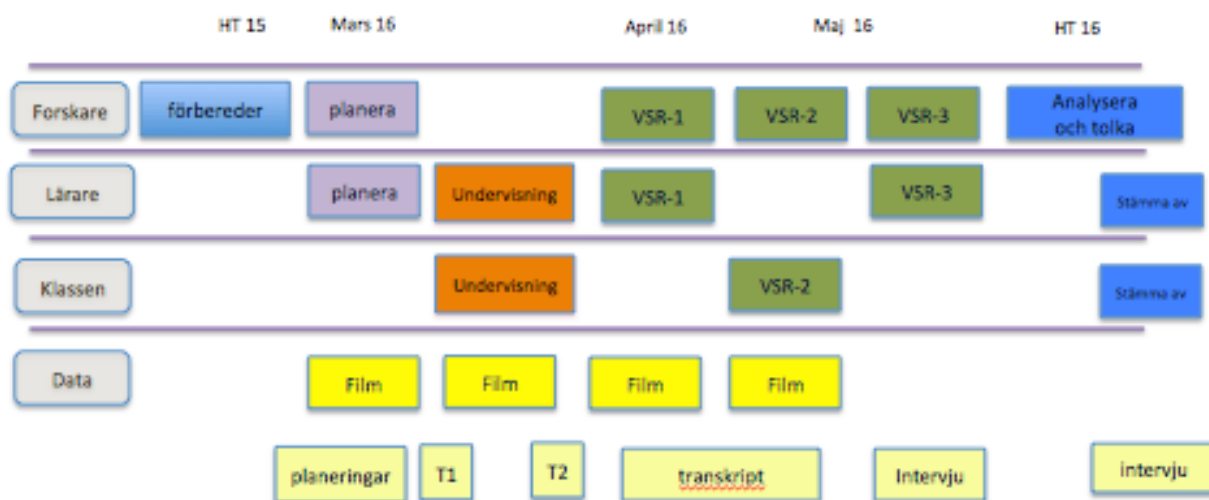 HT 15 Mars 16 April 16 Maj 16 HT 16
Forskare förbereder planera VSR-1 VSR-2 VSR-3 Analysera
och tolka
Lärare planera Undervisning VSR-1 VSR-3 Stämma av
Klassen Undervisning VSR-2 Stämma av
Data Film Film Film Film
planeringar T1 T2 transkript Intervju intervju